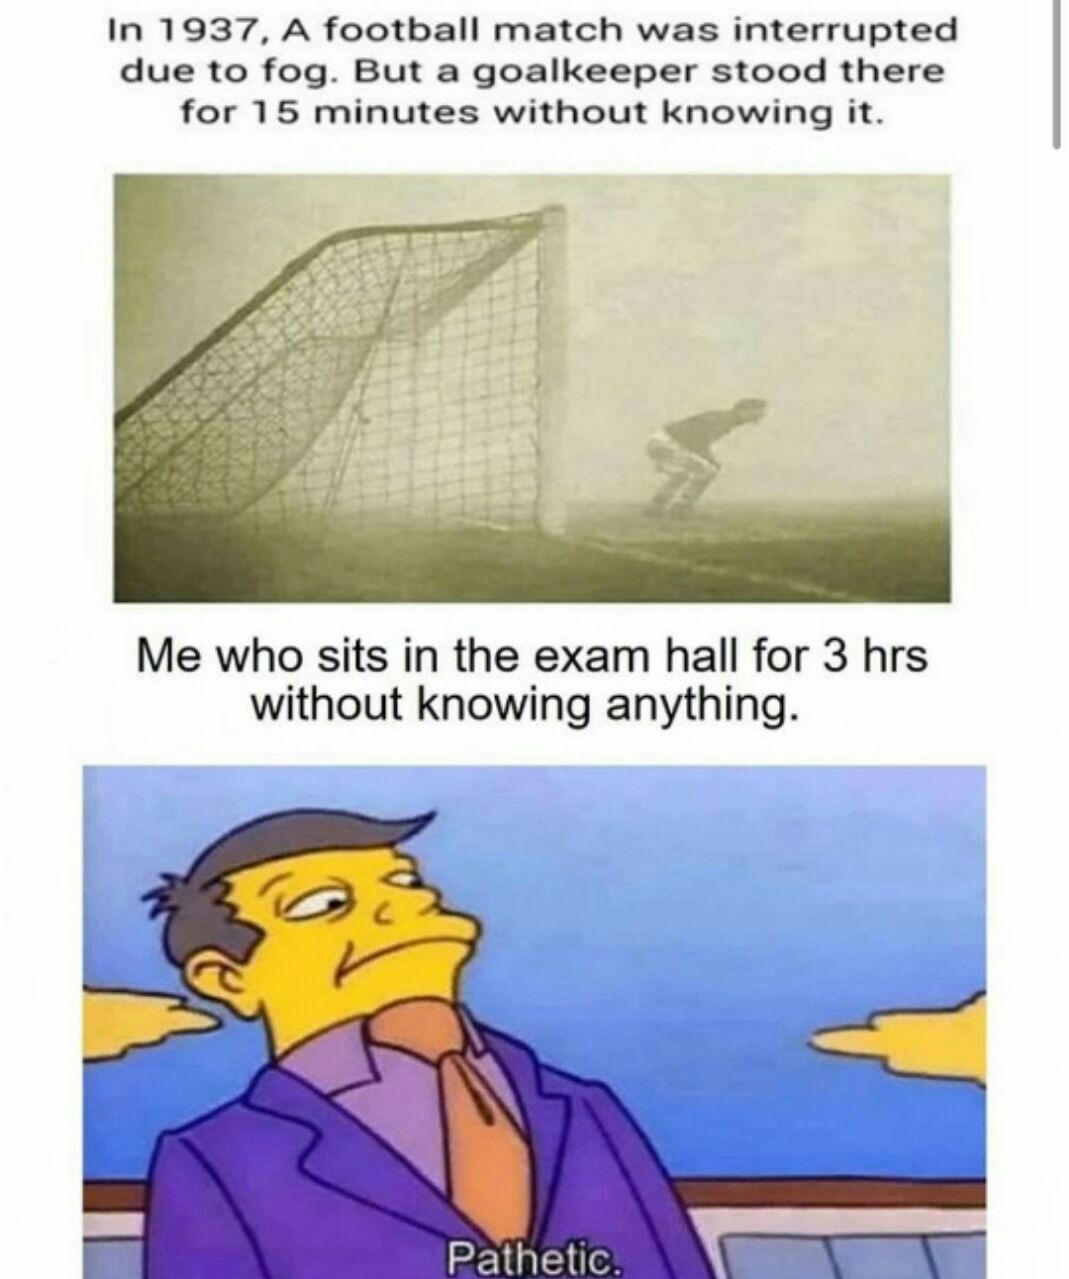 In 1937, A football match was interrupted
due to fog. But a goalkeeper stood there
for 15 minutes without knowing it.
Me who sits in the exam hall for 3 hrs
without knowing anything.
Pathetic.